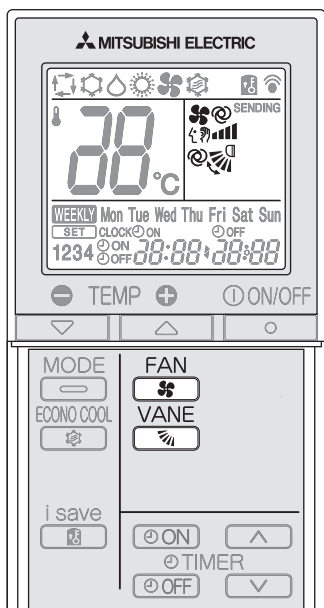 MITSUBISHI ELECTRIC
SENDING
88 °C
WEEKLY Mon Tue Wed Thu Fri Sat Sun
SET CLOCK ON OFF
1234 ON 88:88 88:88
OFF
TEMP ON/OFF
MODE FAN
ECONO COOL VANE
i save
ON
TIMER
OFF